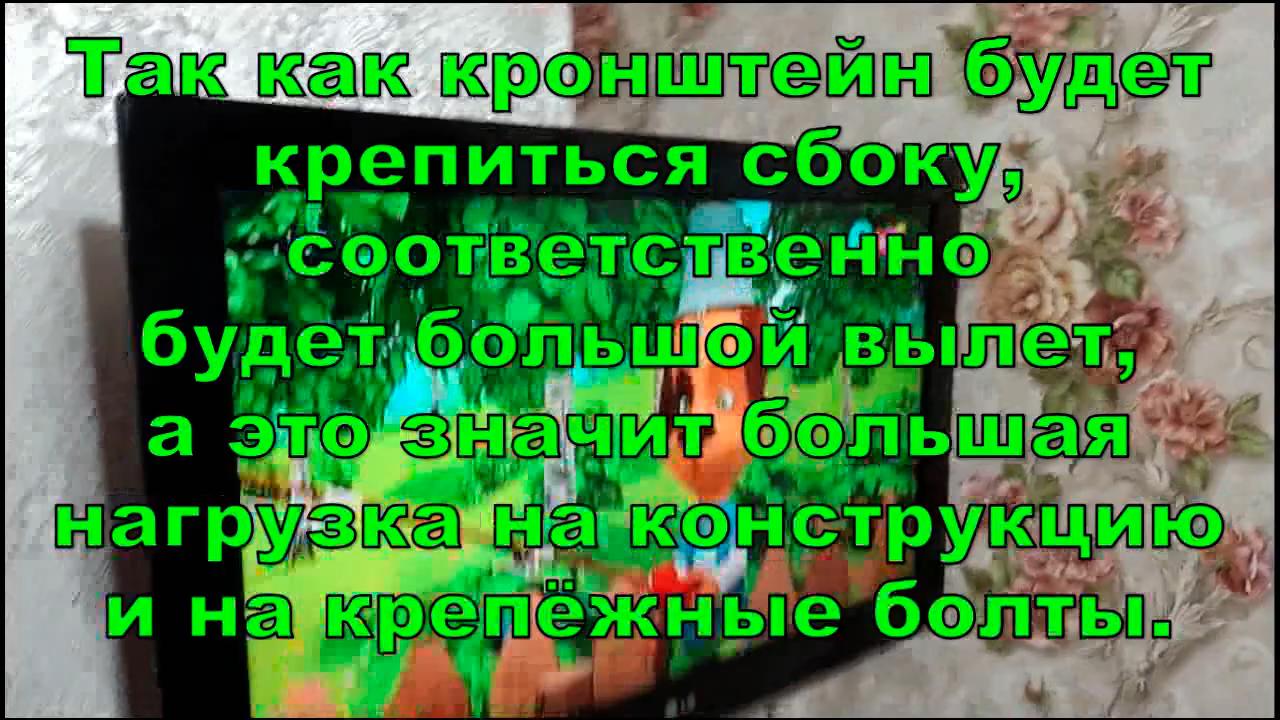 Так как кронштейн будет
крепиться сбоку,
соответственно
будет большой вылет,
а это значит большая
нагрузка на конструкцию
и на крепёжные болты.